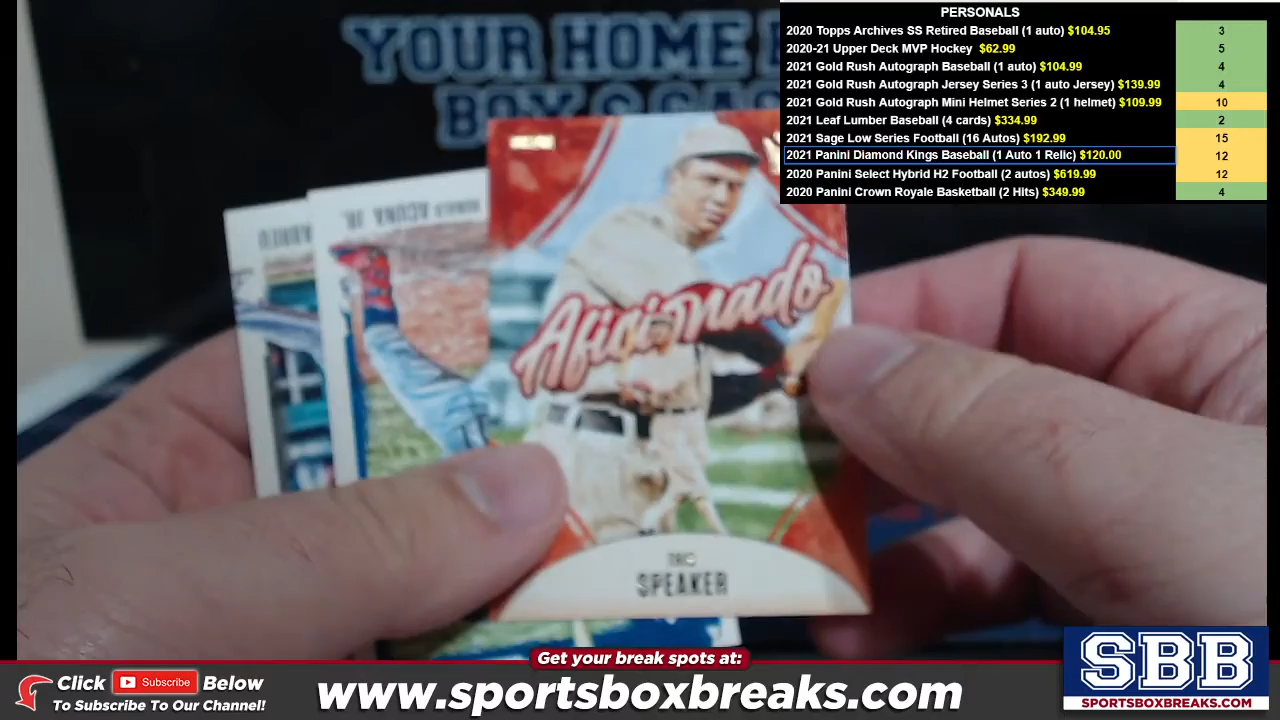 YOUR HOME
BOX &
PERSONALS
2020 Topps Archives SS Retired Baseball (1 auto) $104.95 3
2020-21 Upper Deck MVP Hockey $62.99 5
2021 Gold Rush Autograph Baseball (1 auto) $104.99 4
2021 Gold Rush Autograph Jersey Series 3 (1 auto Jersey) $139.99 4
2021 Gold Rush Autograph Mini Helmet Series 2 (1 helmet) $109.99 10
2021 Leaf Lumber Baseball (4 cards) $334.99 2
2021 Sage Low Series Football (16 Autos) $192.99 15
2021 Panini Diamond Kings Baseball (1 Auto 1 Relic) $120.00 12
2020 Panini Select Hybrid H2 Football (2 autos) $619.99 12
2020 Panini Crown Royale Basketball (2 Hits) $349.99 4
ACUNA JR.
Aficionado
TRIS
SPEAKER
Get your break spots at:
Click Subscribe Below
To Subscribe To Our Channel!
www.sportsboxbreaks.com
SBB
SPORTSBOXBREAKS.COM